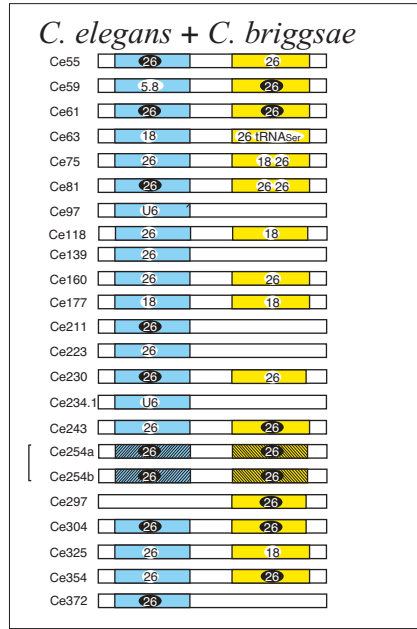 C. elegans + C. briggsae
Ce55 26 26
Ce59 5.8 26
Ce61 26 26
Ce63 18 26 tRNASer
Ce75 26 18 26
Ce81 26 26 26
Ce97 U6
Ce118 26 18
Ce139 26
Ce160 26 26
Ce177 18 18
Ce211 26
Ce223 26
Ce230 26 26
Ce234.1 U6
Ce243 26 26
Ce254a 26 26
Ce254b 26 26
Ce297 26
Ce304 26 26
Ce325 26 18
Ce354 26 26
Ce372 26